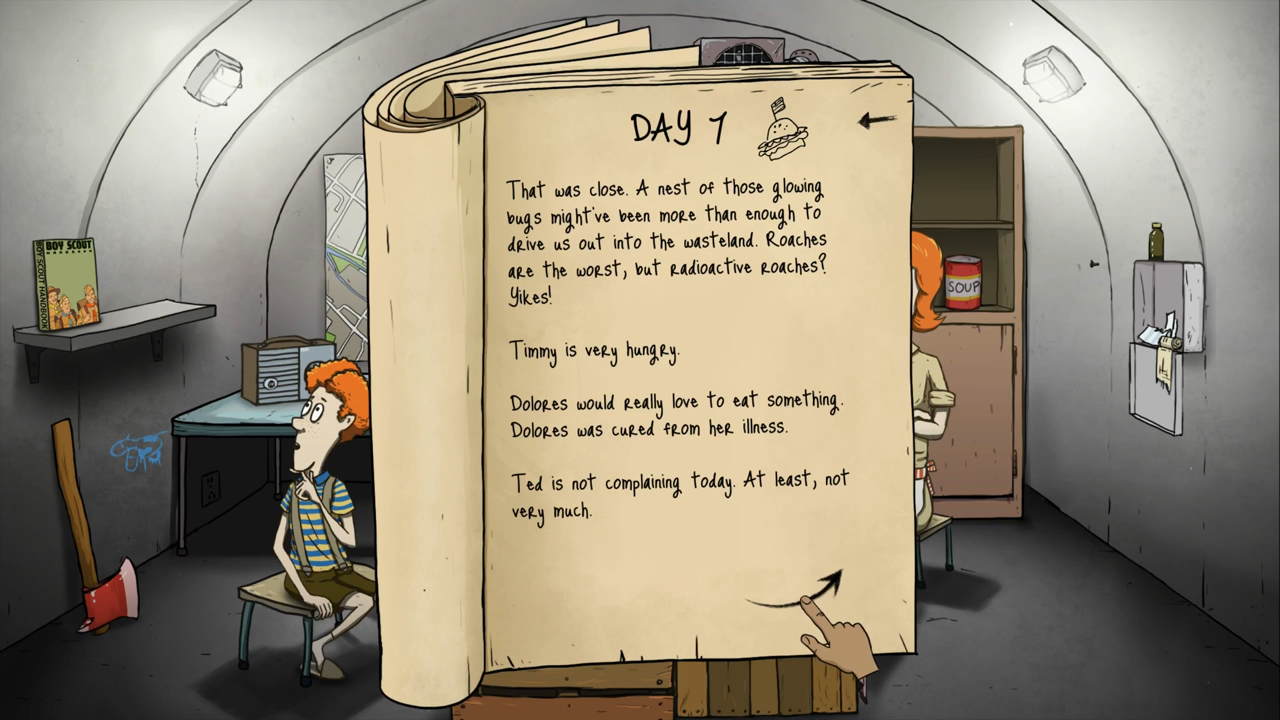 DAY 7
That was close. A nest of those glowing
bugs might've been more than enough to
drive us out into the wasteland. Roaches
are the worst, but radioactive roaches?
Yikes!
Timmy is very hungry.
Dolores would really love to eat something.
Dolores was cured from her illness.
Ted is not complaining today. At least, not
very much.
BOY SCOUT
BOY SCOUT HANDBOOK
SOUP